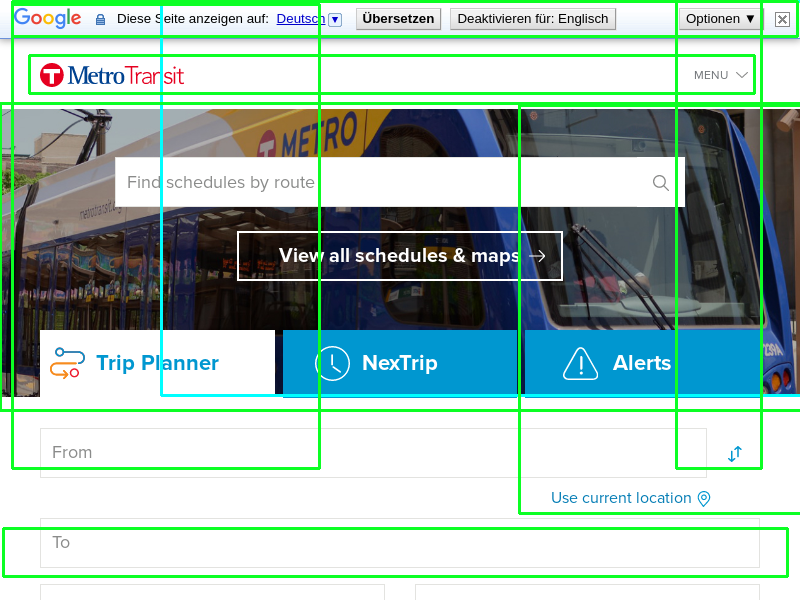 Google Diese Seite anzeigen auf: Deutsch Übersetzen Deaktivieren für: Englisch Optionen ▼
Metro Transit MENU
METRO
metrotransit.org
Find schedules by route
View all schedules & maps
Trip Planner NexTrip Alerts
From
Use current location
To